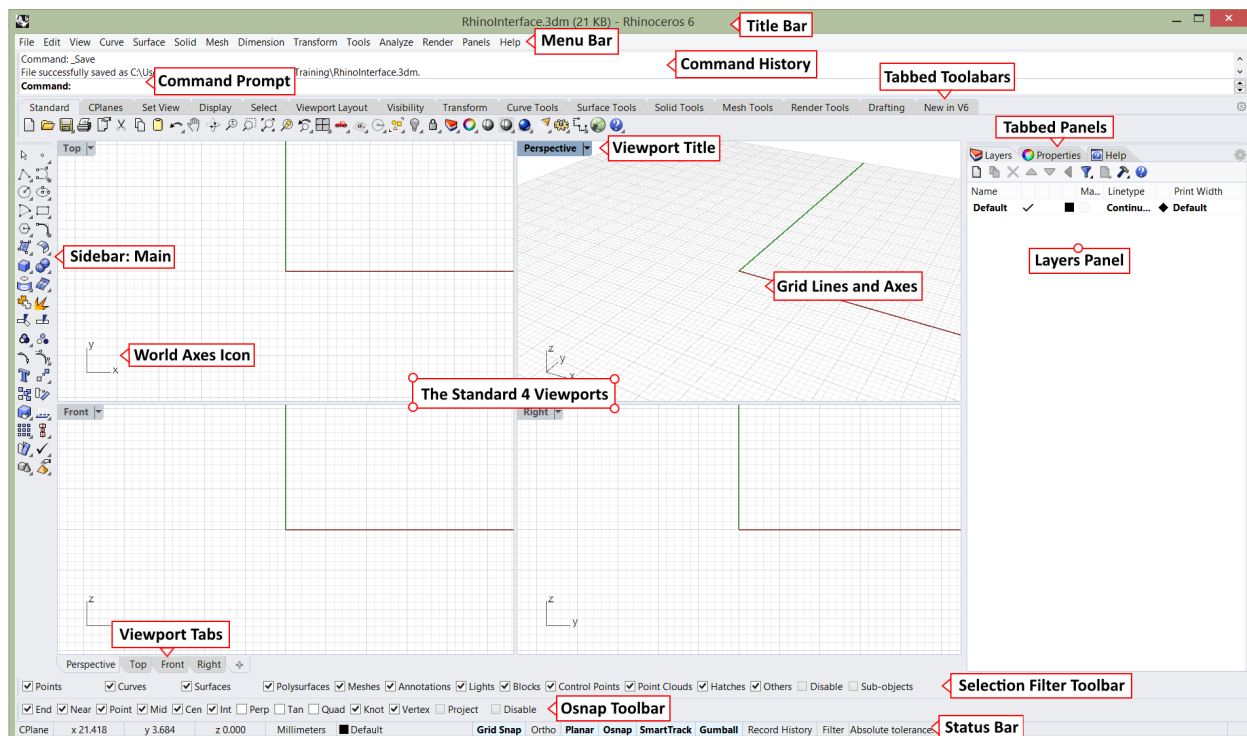 RhinoInterface.3dm (21 KB) - Rhinoceros 6
Title Bar
File Edit View Curve Surface Solid Mesh Dimension Transform Tools Analyze Render Panels Help
Menu Bar
Command: _Save
File successfully saved as C:\Us Training\RhinoInterface.3dm.
Command:
Command Prompt
Command History
Tabbed Toolabars
Standard CPlanes Set View Display Select Viewport Layout Visibility Transform Curve Tools Surface Tools Solid Tools Mesh Tools Render Tools Drafting New in V6
Tabbed Panels
Top
Perspective
Viewport Title
Layers Properties Help
Name Ma... Linetype Print Width
Default Continu... Default
Layers Panel
Sidebar: Main
Grid Lines and Axes
y
x
World Axes Icon
z
y
x
The Standard 4 Viewports
Front
Right
z
z
y
Viewport Tabs
Perspective Top Front Right
Points Curves Surfaces Polysurfaces Meshes Annotations Lights Blocks Control Points Point Clouds Hatches Others Disable Sub-objects
Selection Filter Toolbar
End Near Point Mid Cen Int Perp Tan Quad Knot Vertex Project Disable
Osnap Toolbar
CPlane x 21.418 y 3.684 z 0.000 Millimeters Default Grid Snap Ortho Planar Osnap SmartTrack Gumball Record History Filter Absolute tolerance
Status Bar